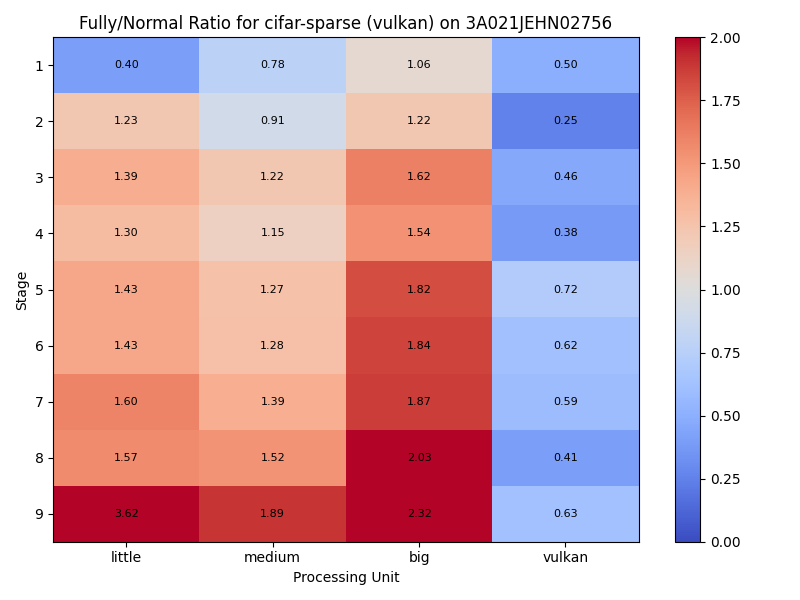 Fully/Normal Ratio for cifar-sparse (vulkan) on 3A021JEHN02756
Stage
1 0.40 0.78 1.06 0.50
2 1.23 0.91 1.22 0.25
3 1.39 1.22 1.62 0.46
4 1.30 1.15 1.54 0.38
5 1.43 1.27 1.82 0.72
6 1.43 1.28 1.84 0.62
7 1.60 1.39 1.87 0.59
8 1.57 1.52 2.03 0.41
9 3.62 1.89 2.32 0.63
little medium big vulkan
Processing Unit
2.00
1.75
1.50
1.25
1.00
0.75
0.50
0.25
0.00